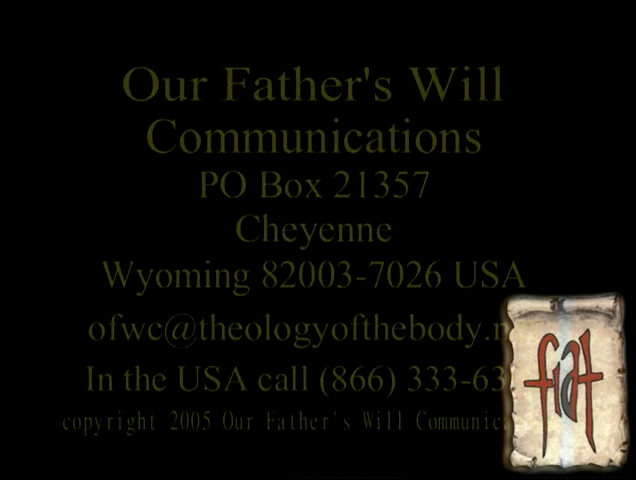 Our Father's Will
Communications
PO Box 21357
Cheyenne
Wyoming 82003-7026 USA
ofwc@theologyofthebody.n
In the USA call (866) 333-63
copyright 2005 Our Father's Will Communica
fiat